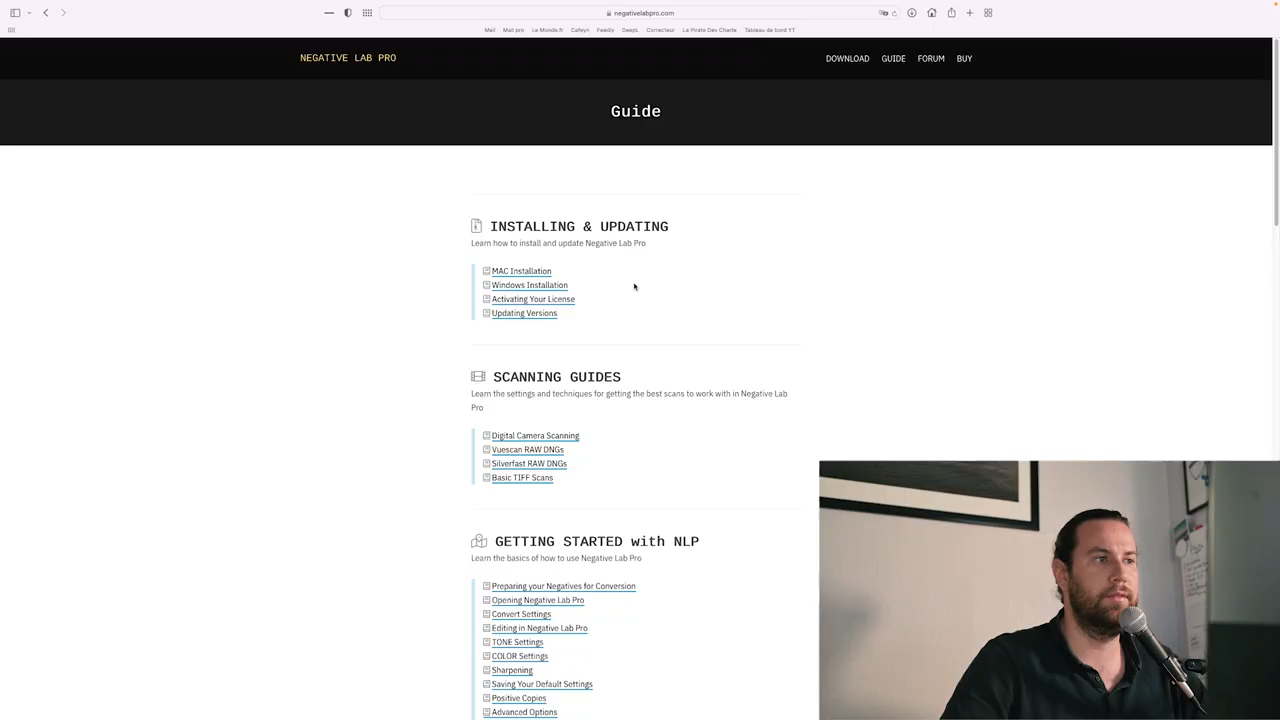 negativelabpro.com
Mail Mat pro Le Monde.fr Cafeyn Feedly DeepL Correcteur La Pirate Dev Charte Tableau de bord YT
NEGATIVE LAB PRO
DOWNLOAD GUIDE FORUM BUY
Guide
INSTALLING & UPDATING
Learn how to install and update Negative Lab Pro
MAC Installation
Windows Installation
Activating Your License
Updating Versions
SCANNING GUIDES
Learn the settings and techniques for getting the best scans to work with in Negative Lab
Pro
Digital Camera Scanning
Vuescan RAW DNGs
Silverfast RAW DNGs
Basic TIFF Scans
GETTING STARTED with NLP
Learn the basics of how to use Negative Lab Pro
Preparing your Negatives for Conversion
Opening Negative Lab Pro
Convert Settings
Editing in Negative Lab Pro
TONE Settings
COLOR Settings
Sharpening
Saving Your Default Settings
Positive Copies
Advanced Options